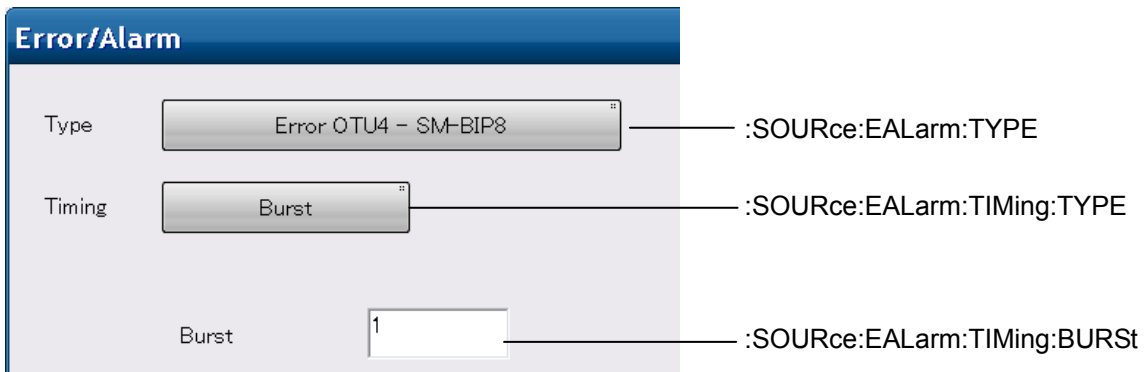 Error/Alarm
Type Error OTU4 - SM-BIP8 :SOURce:EALarm:TYPE
Timing Burst :SOURce:EALarm:TIMing:TYPE
Burst 1 :SOURce:EALarm:TIMing:BURSt